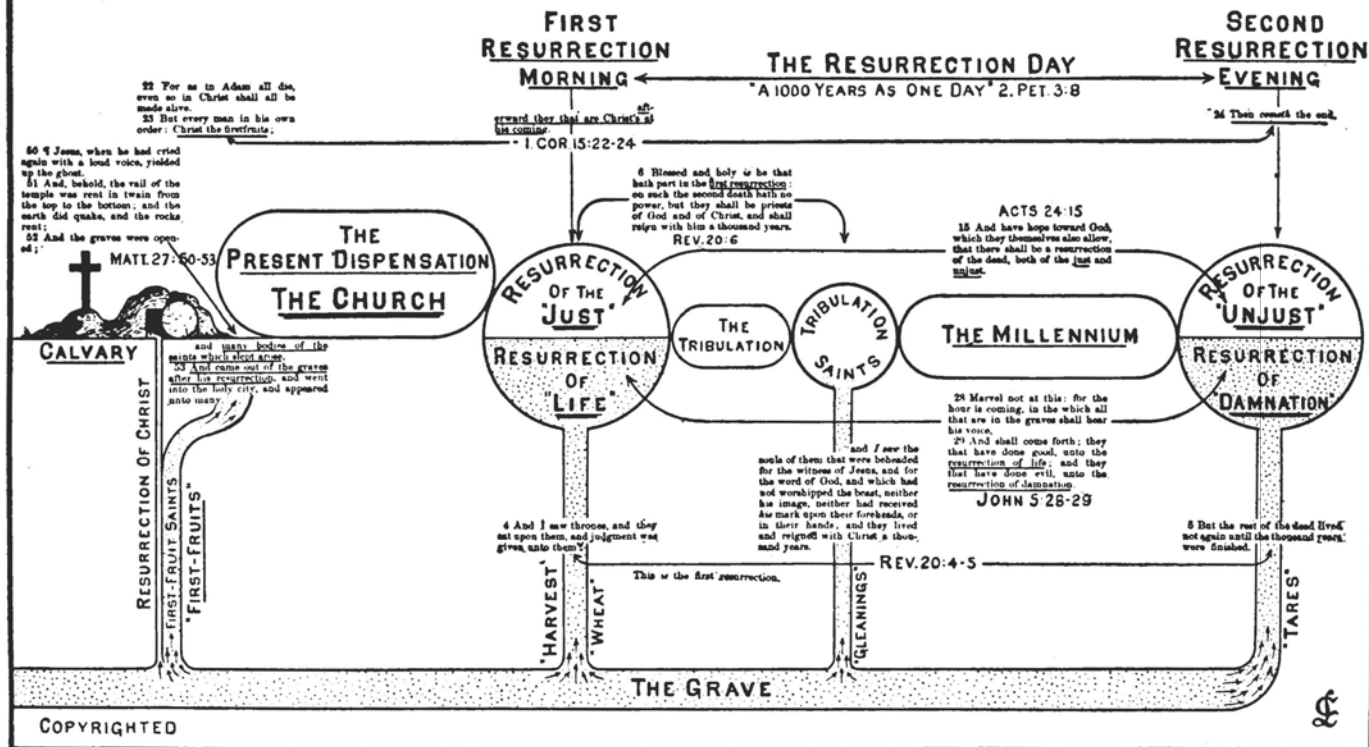 FIRST
RESURRECTION
MORNING
THE RESURRECTION DAY
"A 1000 YEARS AS ONE DAY" 2. PET. 3:8
SECOND
RESURRECTION
EVENING
22 For as in Adam all die,
even so in Christ shall all be
made alive.
23 But every man in his own
order: Christ the firstfruits;
aft-
erward they that are Christ's at
his coming.
24 Then cometh the end,
1. COR. 15:22-24
50 ¶ Jesus, when he had cried
again with a loud voice, yielded
up the ghost.
51 And, behold, the vail of the
temple was rent in twain from
the top to the bottom; and the
earth did quake, and the rocks
rent;
52 And the graves were open-
ed;
MATT. 27:50-53
and many bodies of the
saints which slept arose,
53 And came out of the graves
after his resurrection, and went
into the holy city, and appeared
unto many.
CALVARY
THE
PRESENT DISPENSATION
THE CHURCH
6 Blessed and holy is he that
hath part in the first resurrection:
on such the second death hath no
power, but they shall be priests
of God and of Christ, and shall
reign with him a thousand years.
REV. 20:6
ACTS 24:15
15 And have hope toward God,
which they themselves also allow,
that there shall be a resurrection
of the dead, both of the just and
unjust.
RESURRECTION
OF THE
"JUST"
RESURRECTION
OF
"LIFE"
THE
TRIBULATION
TRIBULATION
SAINTS
THE MILLENNIUM
RESURRECTION
OF THE
"UNJUST"
RESURRECTION
OF
"DAMNATION"
28 Marvel not at this: for the
hour is coming, in the which all
that are in the graves shall hear
his voice,
29 And shall come forth; they
that have done good, unto the
resurrection of life; and they
that have done evil, unto the
resurrection of damnation.
JOHN 5:28-29
4 And I saw thrones, and they
sat upon them, and judgment was
given unto them:
and I saw the
souls of them that were beheaded
for the witness of Jesus, and for
the word of God, and which had
not worshipped the beast, neither
his image, neither had received
his mark upon their foreheads, or
in their hands; and they lived
and reigned with Christ a thou-
sand years.
5 But the rest of the dead lived
not again until the thousand years
were finished.
REV. 20:4-5
This is the first resurrection.
RESURRECTION OF CHRIST
FIRST-FRUIT SAINTS
"FIRST-FRUITS"
"HARVEST"
"WHEAT"
"GLEANINGS"
"TARES"
THE GRAVE
COPYRIGHTED